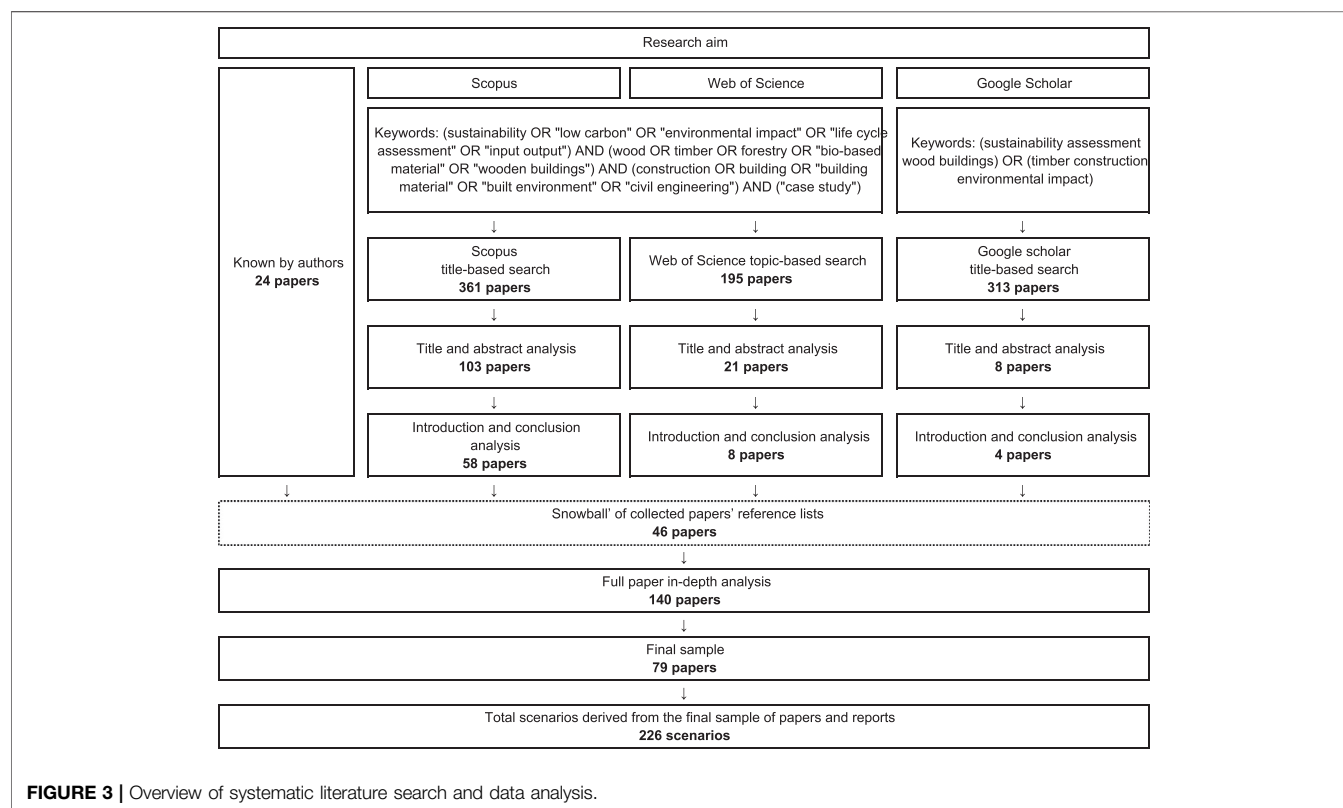 Research aim
Scopus
Web of Science
Google Scholar
Keywords: (sustainability OR "low carbon" OR "environmental impact" OR "life cycle
assessment" OR "input output") AND (wood OR timber OR forestry OR "bio-based
material" OR "wooden buildings") AND (construction OR building OR "building
material" OR "built environment" OR "civil engineering") AND ("case study")
Keywords: (sustainability assessment
wood buildings) OR (timber construction
environmental impact)
↓
↓
↓
Known by authors
24 papers
Scopus
title-based search
361 papers
Web of Science topic-based search
195 papers
Google scholar
title-based search
313 papers
↓
↓
↓
Title and abstract analysis
103 papers
Title and abstract analysis
21 papers
Title and abstract analysis
8 papers
↓
↓
↓
Introduction and conclusion
analysis
58 papers
Introduction and conclusion analysis
8 papers
Introduction and conclusion analysis
4 papers
↓
↓
↓
↓
Snowball' of collected papers' reference lists
46 papers
↓
Full paper in-depth analysis
140 papers
↓
Final sample
79 papers
↓
Total scenarios derived from the final sample of papers and reports
226 scenarios
FIGURE 3 | Overview of systematic literature search and data analysis.